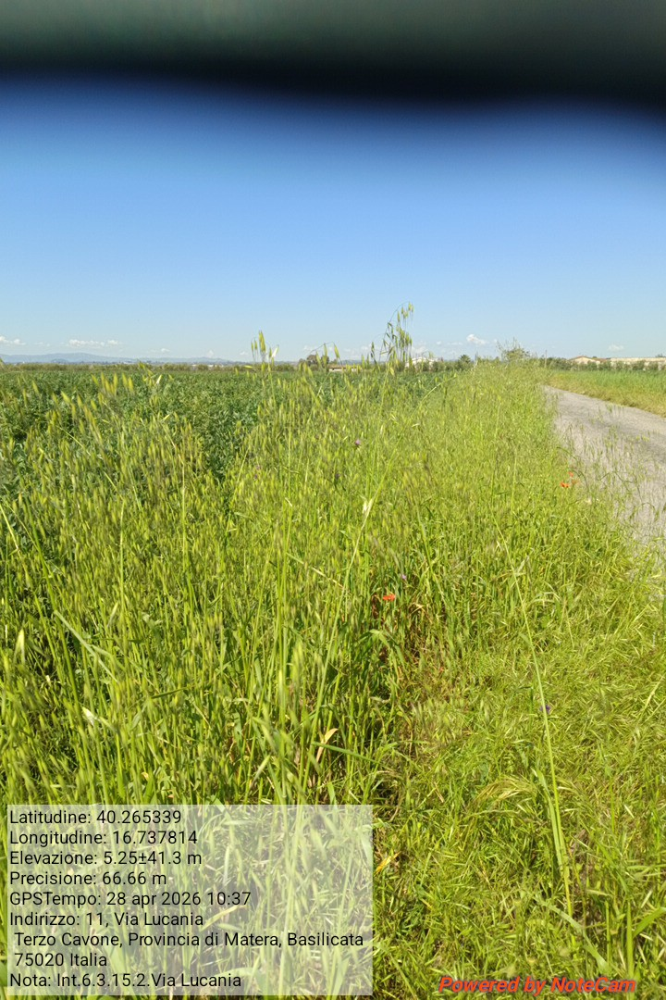 Latitudine: 40.265339
Longitudine: 16.737814
Elevazione: 5.25±41.3 m
Precisione: 66.66 m
GPSTempo: 28 apr 2026 10:37
Indirizzo: 11, Via Lucania
Terzo Cavone, Provincia di Matera, Basilicata
75020 Italia
Nota: Int.6.3.15.2.Via Lucania
Powered by NoteCam